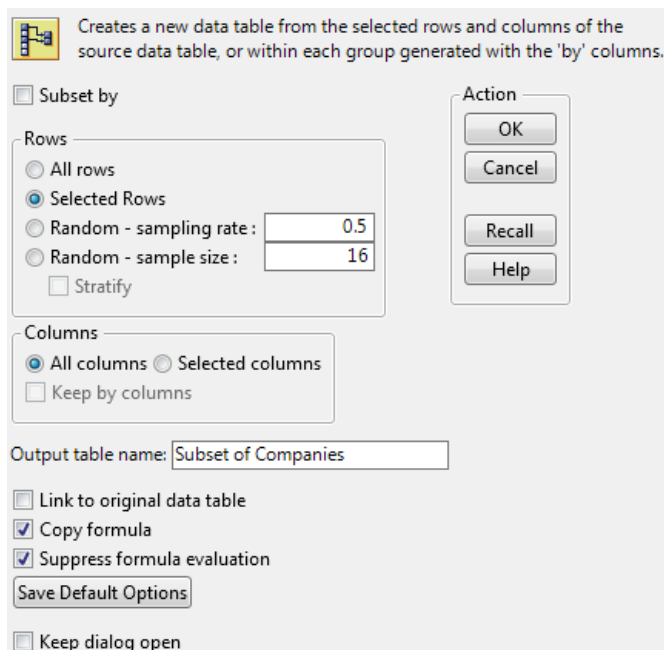 Creates a new data table from the selected rows and columns of the
source data table, or within each group generated with the 'by' columns.
Subset by
Action
OK
Cancel
Recall
Help
Rows
All rows
Selected Rows
Random - sampling rate : 0.5
Random - sample size : 16
Stratify
Columns
All columns Selected columns
Keep by columns
Output table name: Subset of Companies
Link to original data table
Copy formula
Suppress formula evaluation
Save Default Options
Keep dialog open